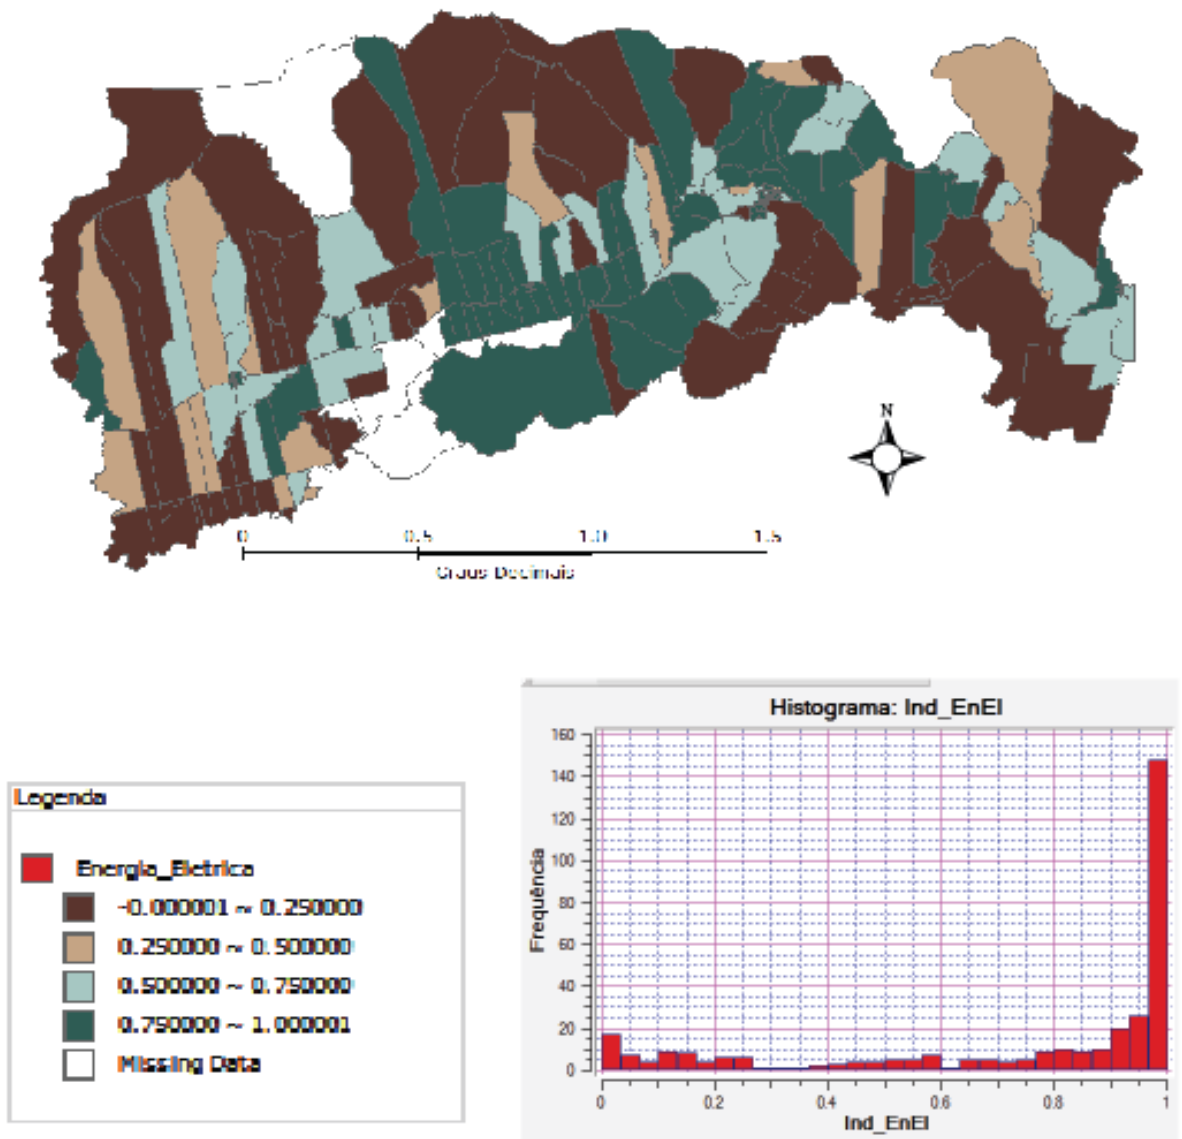 N
0 0.5 1.0 1.5
Graus Decimais
Legenda
Energia_Eletrica
-0.000001 ~ 0.250000
0.250000 ~ 0.500000
0.500000 ~ 0.750000
0.750000 ~ 1.000001
Missing Data
Histograma: Ind_EnEl
Frequência
160
140
120
100
80
60
40
20
0
0 0.2 0.4 0.6 0.8 1
Ind_EnEl